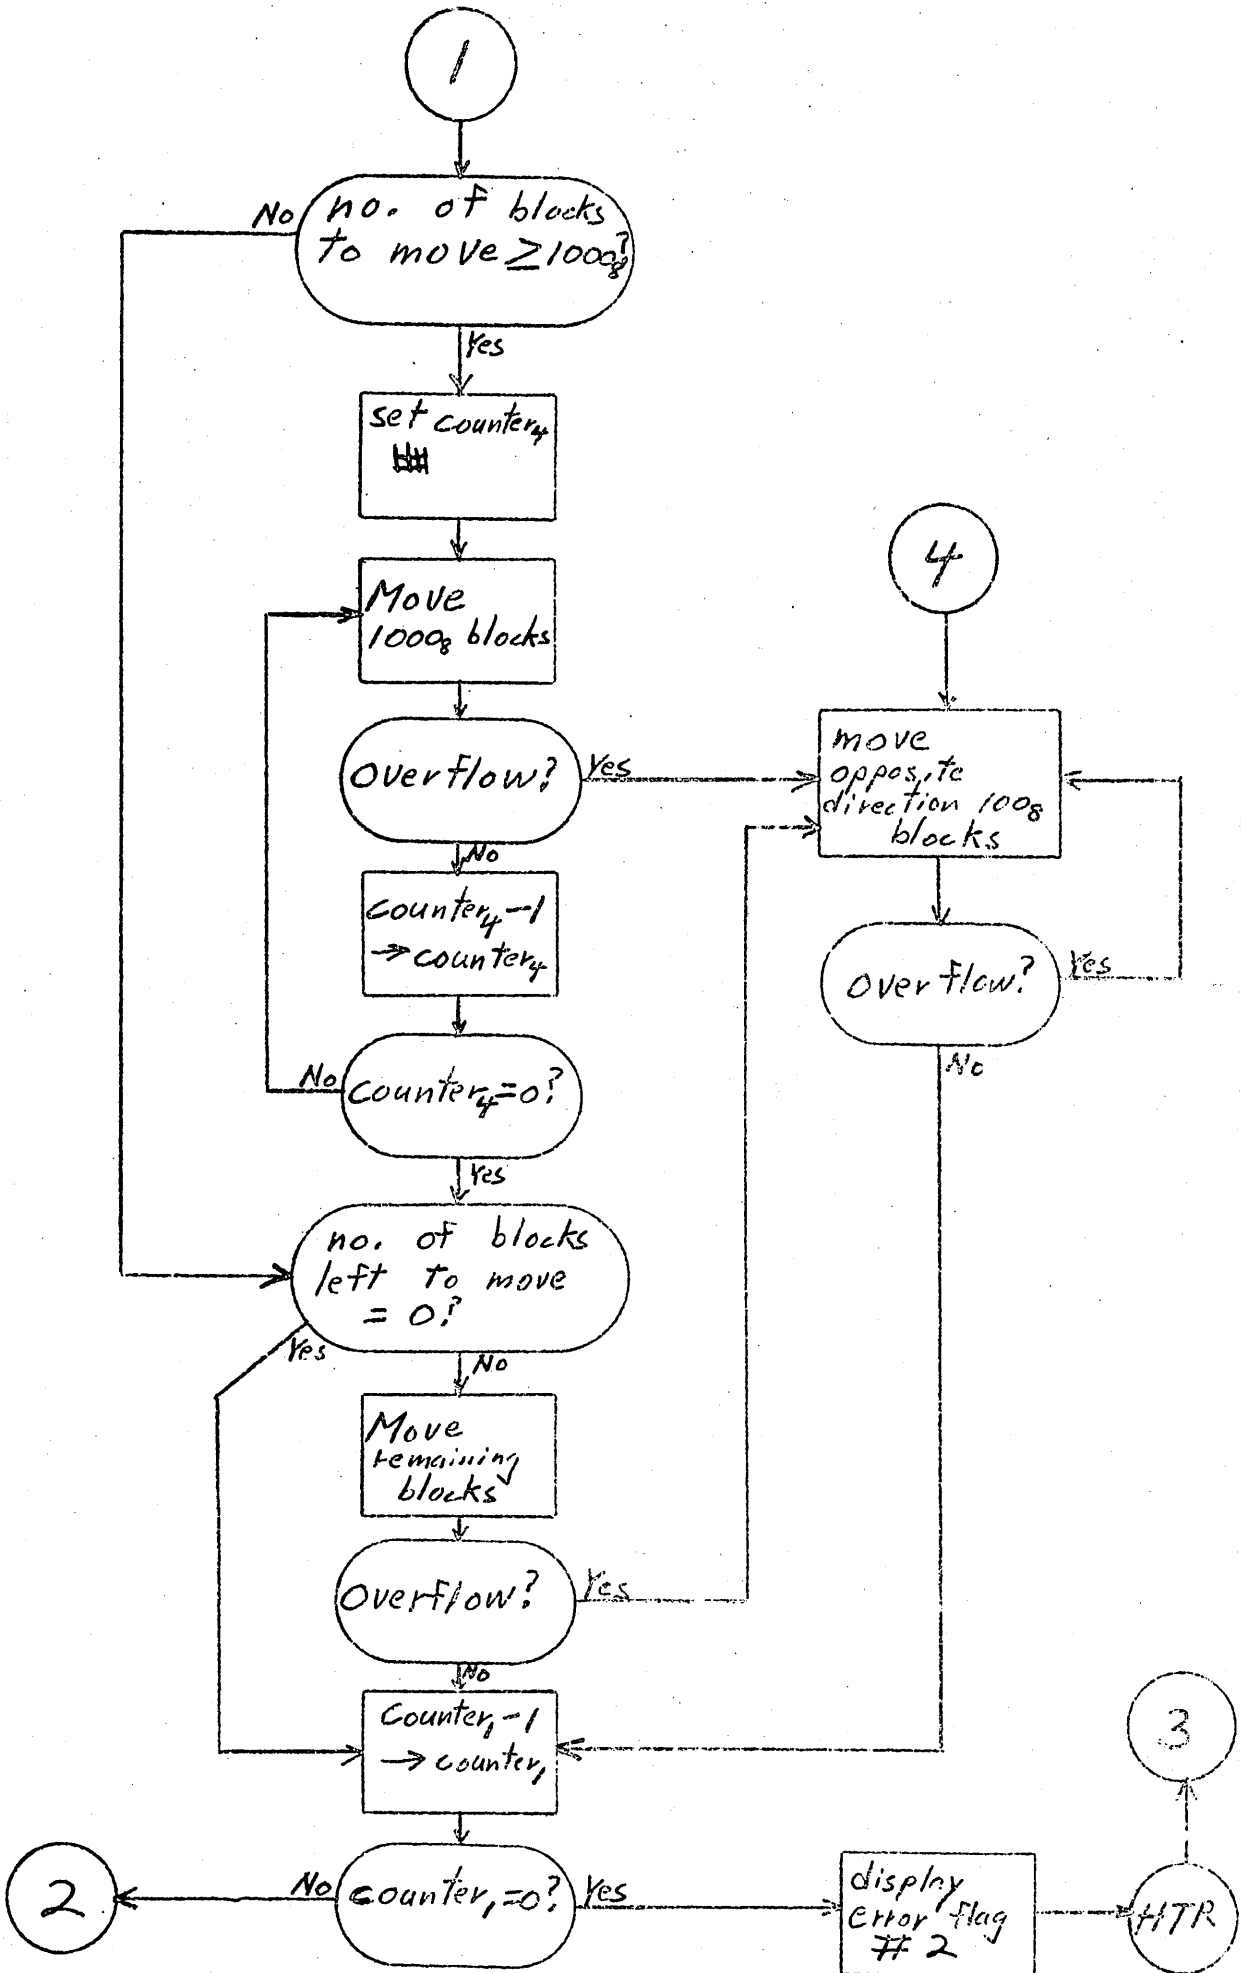 1
No
no. of blocks
to move ≥ 1000₈?
Yes
set counter₄
Move
1000₈ blocks
Overflow?
Yes
No
counter₄-1
→ counter₄
No
counter₄=0?
Yes
no. of blocks
left to move
= 0?
Yes
No
Move
remaining
blocks
Overflow?
Yes
No
Counter₁-1
→ counter₁
2
No
counter₁=0?
Yes
4
move
opposite
direction 100₈
blocks
Overflow?
Yes
No
display
error flag
# 2
HTR
3